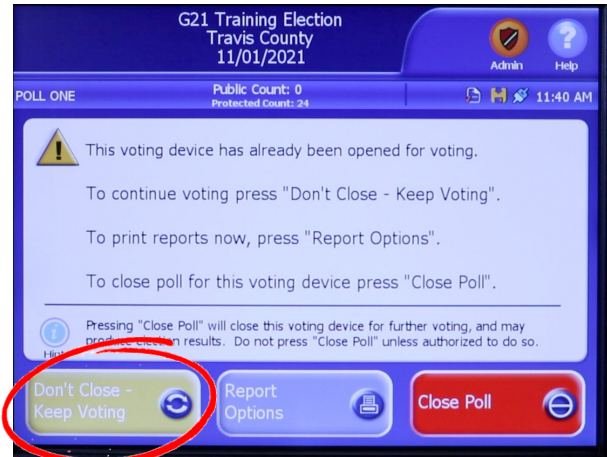 G21 Training Election
Travis County
11/01/2021
Admin
Help
POLL ONE
Public Count: 0
Protected Count: 24
11:40 AM
This voting device has already been opened for voting.
To continue voting press "Don't Close - Keep Voting".
To print reports now, press "Report Options".
To close poll for this voting device press "Close Poll".
Pressing "Close Poll" will close this voting device for further voting, and may
produce election results. Do not press "Close Poll" unless authorized to do so.
Hint
Don't Close -
Keep Voting
Report
Options
Close Poll